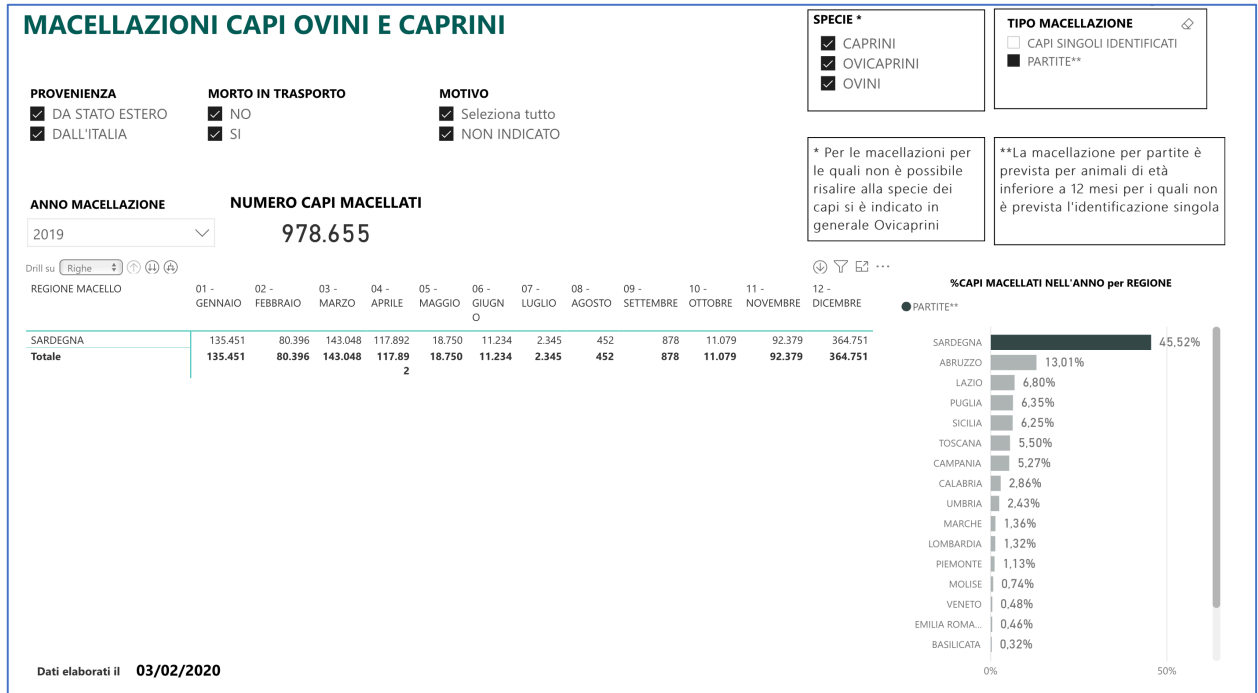 MACELLAZIONI CAPI OVINI E CAPRINI
SPECIE *
CAPRINI
OVICAPRINI
OVINI
TIPO MACELLAZIONE
CAPI SINGOLI IDENTIFICATI
PARTITE**
PROVENIENZA
DA STATO ESTERO
DALL'ITALIA
MORTO IN TRASPORTO
NO
SI
MOTIVO
Seleziona tutto
NON INDICATO
* Per le macellazioni per
le quali non è possibile
risalire alla specie dei
capi si è indicato in
generale Ovicaprini
**La macellazione per partite è
prevista per animali di età
inferiore a 12 mesi per i quali non
è prevista l'identificazione singola
ANNO MACELLAZIONE
2019
NUMERO CAPI MACELLATI
978.655
Drill su Righe
REGIONE MACELLO 01 - 02 - 03 - 04 - 05 - 06 - 07 - 08 - 09 - 10 - 11 - 12 -
GENNAIO FEBBRAIO MARZO APRILE MAGGIO GIUGN LUGLIO AGOSTO SETTEMBRE OTTOBRE NOVEMBRE DICEMBRE
O
SARDEGNA 135.451 80.396 143.048 117.892 18.750 11.234 2.345 452 878 11.079 92.379 364.751
Totale 135.451 80.396 143.048 117.89 18.750 11.234 2.345 452 878 11.079 92.379 364.751
2
%CAPI MACELLATI NELL'ANNO per REGIONE
PARTITE**
SARDEGNA 45,52%
ABRUZZO 13,01%
LAZIO 6,80%
PUGLIA 6,35%
SICILIA 6,25%
TOSCANA 5,50%
CAMPANIA 5,27%
CALABRIA 2,86%
UMBRIA 2,43%
MARCHE 1,36%
LOMBARDIA 1,32%
PIEMONTE 1,13%
MOLISE 0,74%
VENETO 0,48%
EMILIA ROMA... 0,46%
BASILICATA 0,32%
0% 50%
Dati elaborati il 03/02/2020